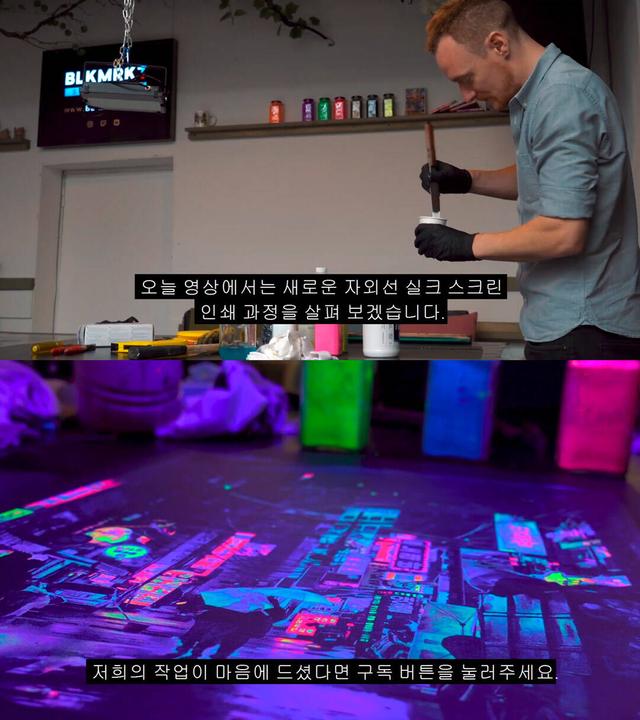 BLKMRKT
오늘 영상에서는 새로운 자외선 실크 스크린
인쇄 과정을 살펴 보겠습니다.
저희의 작업이 마음에 드셨다면 구독 버튼을 눌러주세요.